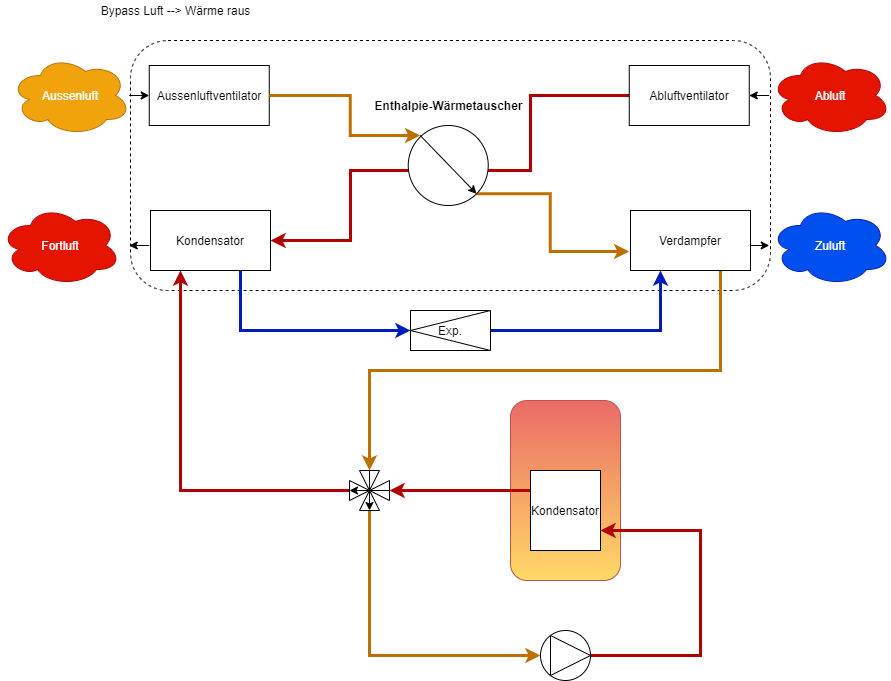 Bypass Luft --> Wärme raus
Aussenluft
Aussenluftventilator
Enthalpie-Wärmetauscher
Abluftventilator
Abluft
Fortluft
Kondensator
Verdampfer
Zuluft
Exp.
Kondensator